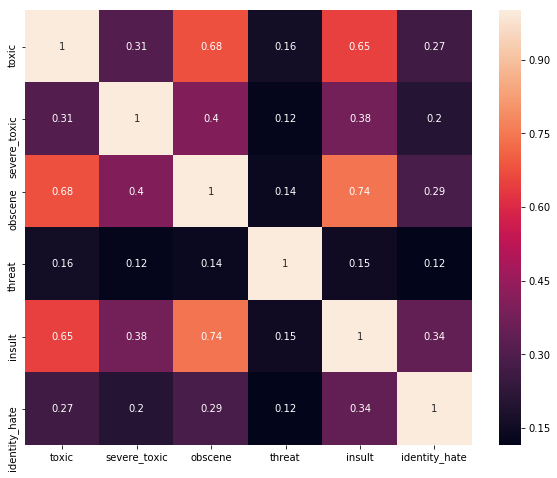 toxic 1 0.31 0.68 0.16 0.65 0.27
severe_toxic 0.31 1 0.4 0.12 0.38 0.2
obscene 0.68 0.4 1 0.14 0.74 0.29
threat 0.16 0.12 0.14 1 0.15 0.12
insult 0.65 0.38 0.74 0.15 1 0.34
identity_hate 0.27 0.2 0.29 0.12 0.34 1
toxic severe_toxic obscene threat insult identity_hate
0.90
0.75
0.60
0.45
0.30
0.15